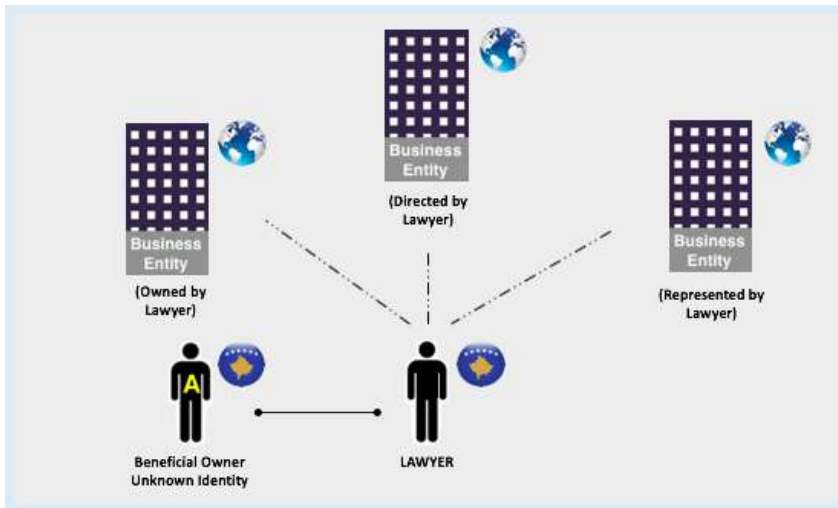 Business
Entity
(Directed by
Lawyer)
Business
Entity
(Owned by
Lawyer)
Business
Entity
(Represented by
Lawyer)
A
Beneficial Owner
Unknown Identity
LAWYER